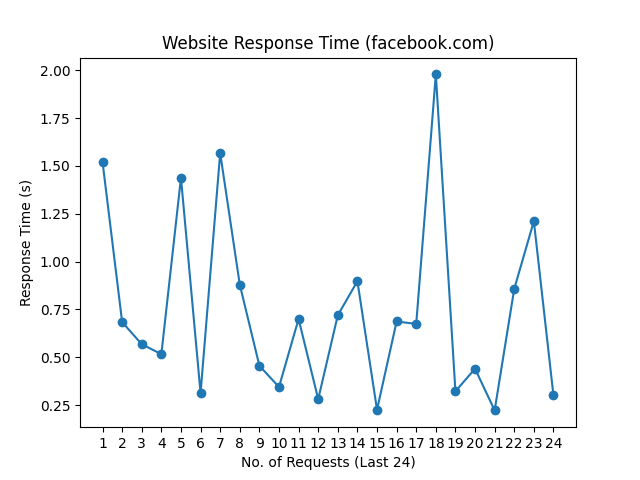 Website Response Time (facebook.com)
2.00
1.75
1.50
1.25
1.00
0.75
0.50
0.25
Response Time (s)
1 2 3 4 5 6 7 8 9 10 11 12 13 14 15 16 17 18 19 20 21 22 23 24
No. of Requests (Last 24)